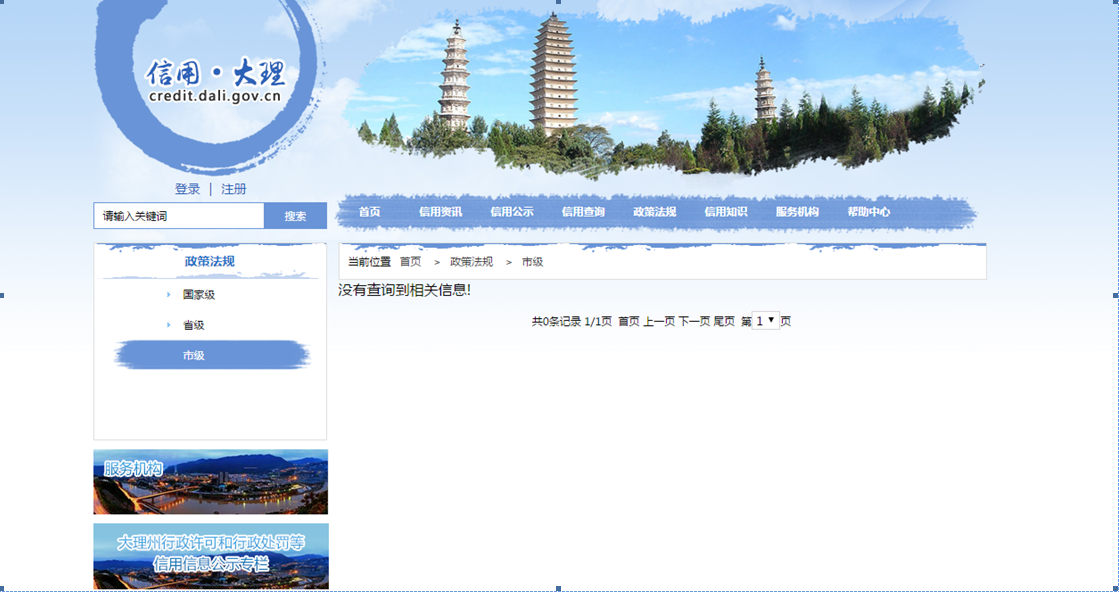 信用·大理
credit.dali.gov.cn
登录 | 注册
请输入关键词 搜索
首页 信用资讯 信用公示 信用查询 政策法规 信用知识 服务机构 帮助中心
政策法规
国家级
省级
市级
当前位置 首页 > 政策法规 > 市级
没有查询到相关信息!
共0条记录 1/1页 首页 上一页 下一页 尾页 第 1 页
服务机构
大理州行政许可和行政处罚等
信用信息公示专栏